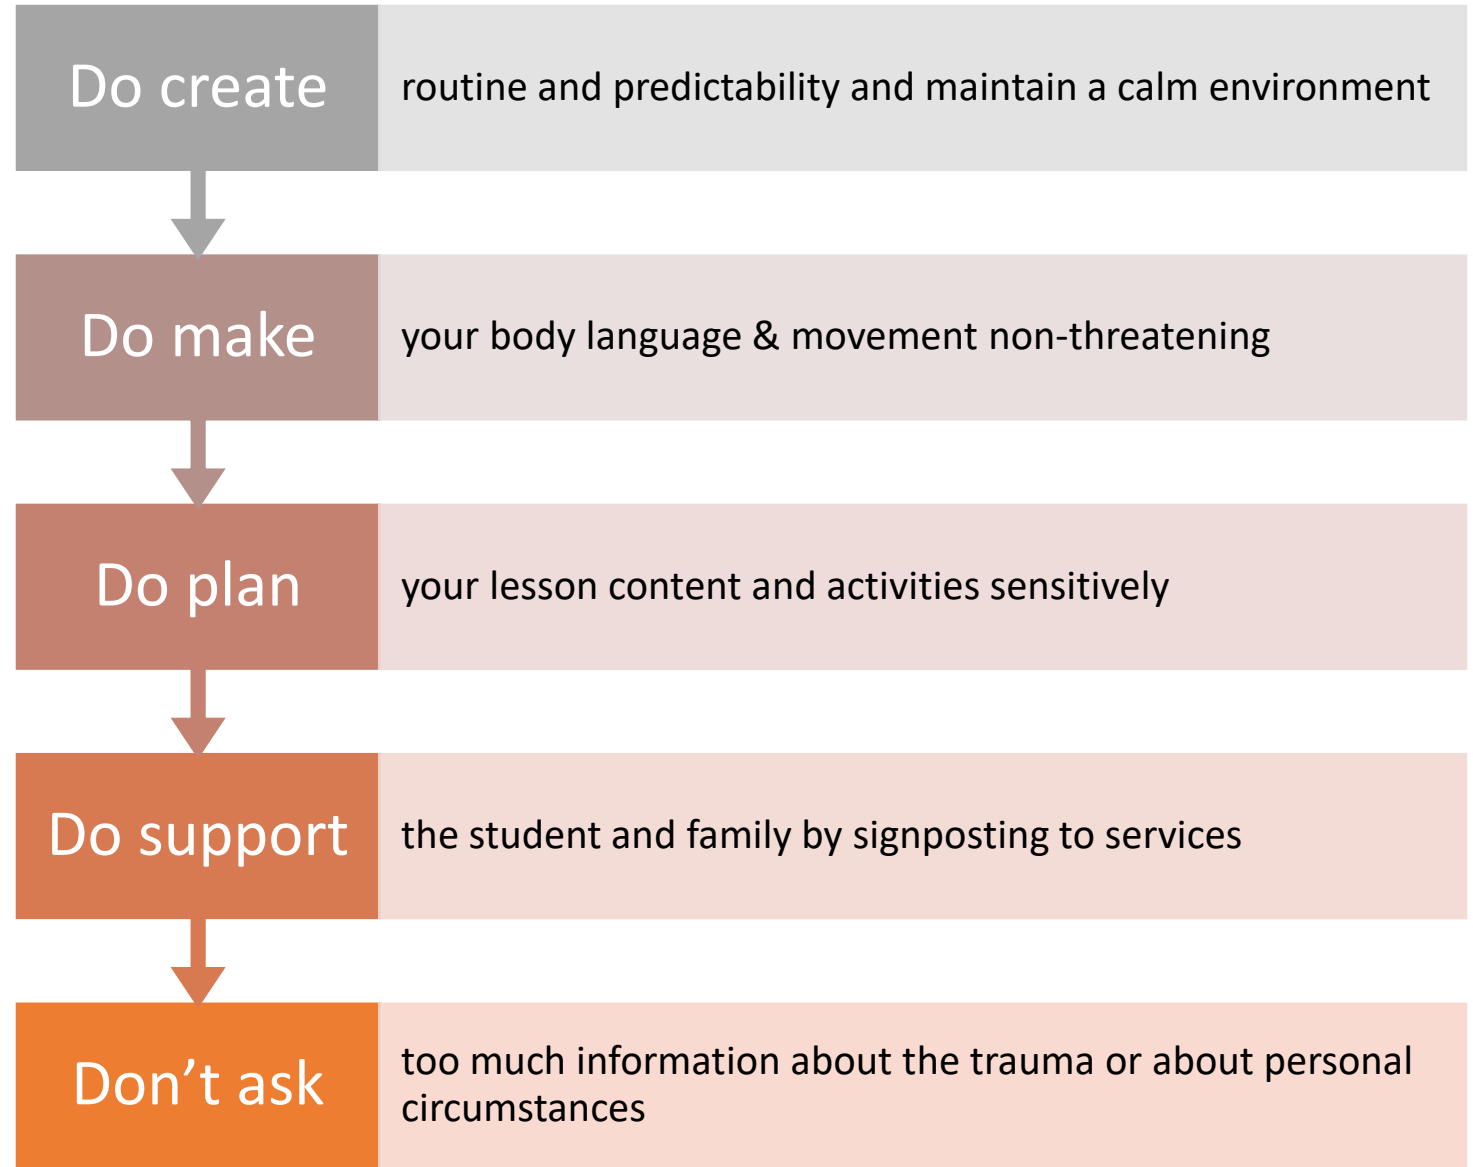 Do create
routine and predictability and maintain a calm environment
Do make
your body language & movement non-threatening
Do plan
your lesson content and activities sensitively
Do support
the student and family by signposting to services
Don’t ask
too much information about the trauma or about personal
circumstances